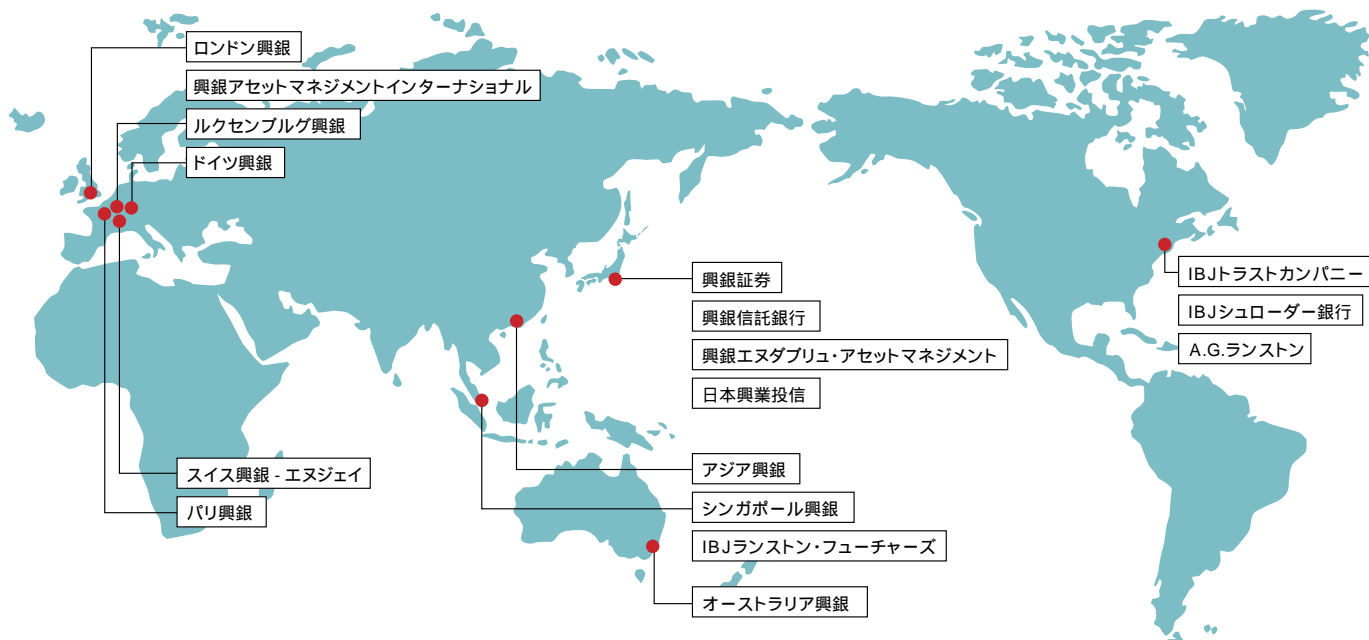 ロンドン興銀
興銀アセットマネジメントインターナショナル
ルクセンブルグ興銀
ドイツ興銀
スイス興銀 - エヌジェイ
パリ興銀
興銀証券
興銀信託銀行
興銀エヌダブリュ・アセットマネジメント
日本興業投信
アジア興銀
シンガポール興銀
IBJランストン・フューチャーズ
オーストラリア興銀
IBJトラストカンパニー
IBJシュローダー銀行
A.G.ランストン